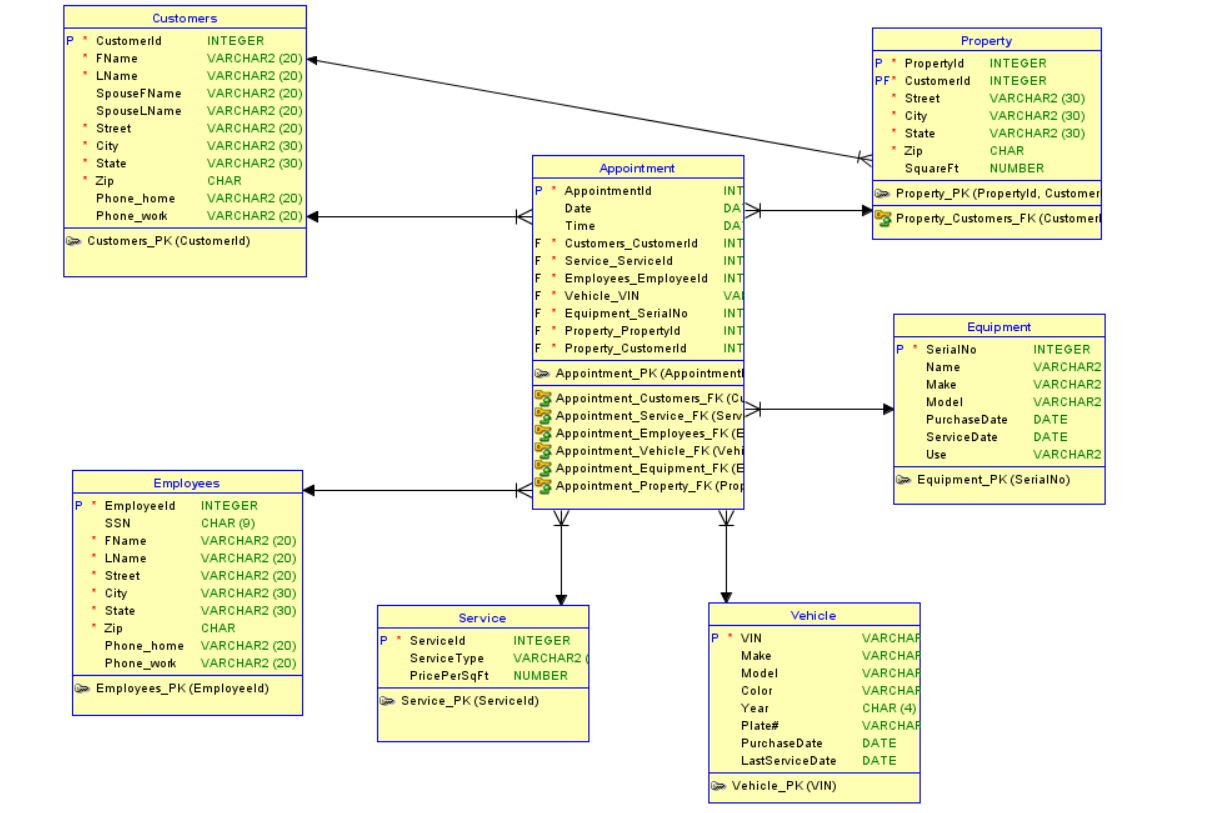 Customers
P * CustomerId INTEGER
* FName VARCHAR2 (20)
* LName VARCHAR2 (20)
SpouseFName VARCHAR2 (20)
SpouseLName VARCHAR2 (20)
* Street VARCHAR2 (20)
* City VARCHAR2 (30)
* State VARCHAR2 (30)
* Zip CHAR
Phone_home VARCHAR2 (20)
Phone_work VARCHAR2 (20)
Customers_PK (CustomerId)
Property
P * PropertyId INTEGER
PF* CustomerId INTEGER
* Street VARCHAR2 (30)
* City VARCHAR2 (30)
* State VARCHAR2 (30)
* Zip CHAR
SquareFt NUMBER
Property_PK (PropertyId, Customer
Property_Customers_FK (CustomerI
Appointment
P * AppointmentId INT
Date DA
Time DA
F * Customers_CustomerId INT
F * Service_ServiceId INT
F * Employees_EmployeeId INT
F * Vehicle_VIN VAR
F * Equipment_SerialNo INT
F * Property_PropertyId INT
F * Property_CustomerId INT
Appointment_PK (AppointmentI
Appointment_Customers_FK (Cu
Appointment_Service_FK (Serv
Appointment_Employees_FK (E
Appointment_Vehicle_FK (Vehi
Appointment_Equipment_FK (E
Appointment_Property_FK (Prop
Equipment
P * SerialNo INTEGER
Name VARCHAR2
Make VARCHAR2
Model VARCHAR2
PurchaseDate DATE
ServiceDate DATE
Use VARCHAR2
Equipment_PK (SerialNo)
Employees
P * EmployeeId INTEGER
SSN CHAR (9)
* FName VARCHAR2 (20)
* LName VARCHAR2 (20)
* Street VARCHAR2 (20)
* City VARCHAR2 (30)
* State VARCHAR2 (30)
* Zip CHAR
Phone_home VARCHAR2 (20)
Phone_work VARCHAR2 (20)
Employees_PK (EmployeeId)
Service
P * ServiceId INTEGER
ServiceType VARCHAR2 (
PricePerSqFt NUMBER
Service_PK (ServiceId)
Vehicle
P * VIN VARCHAR
Make VARCHAR
Model VARCHAR
Color VARCHAR
Year CHAR (4)
Plate# VARCHAR
PurchaseDate DATE
LastServiceDate DATE
Vehicle_PK (VIN)